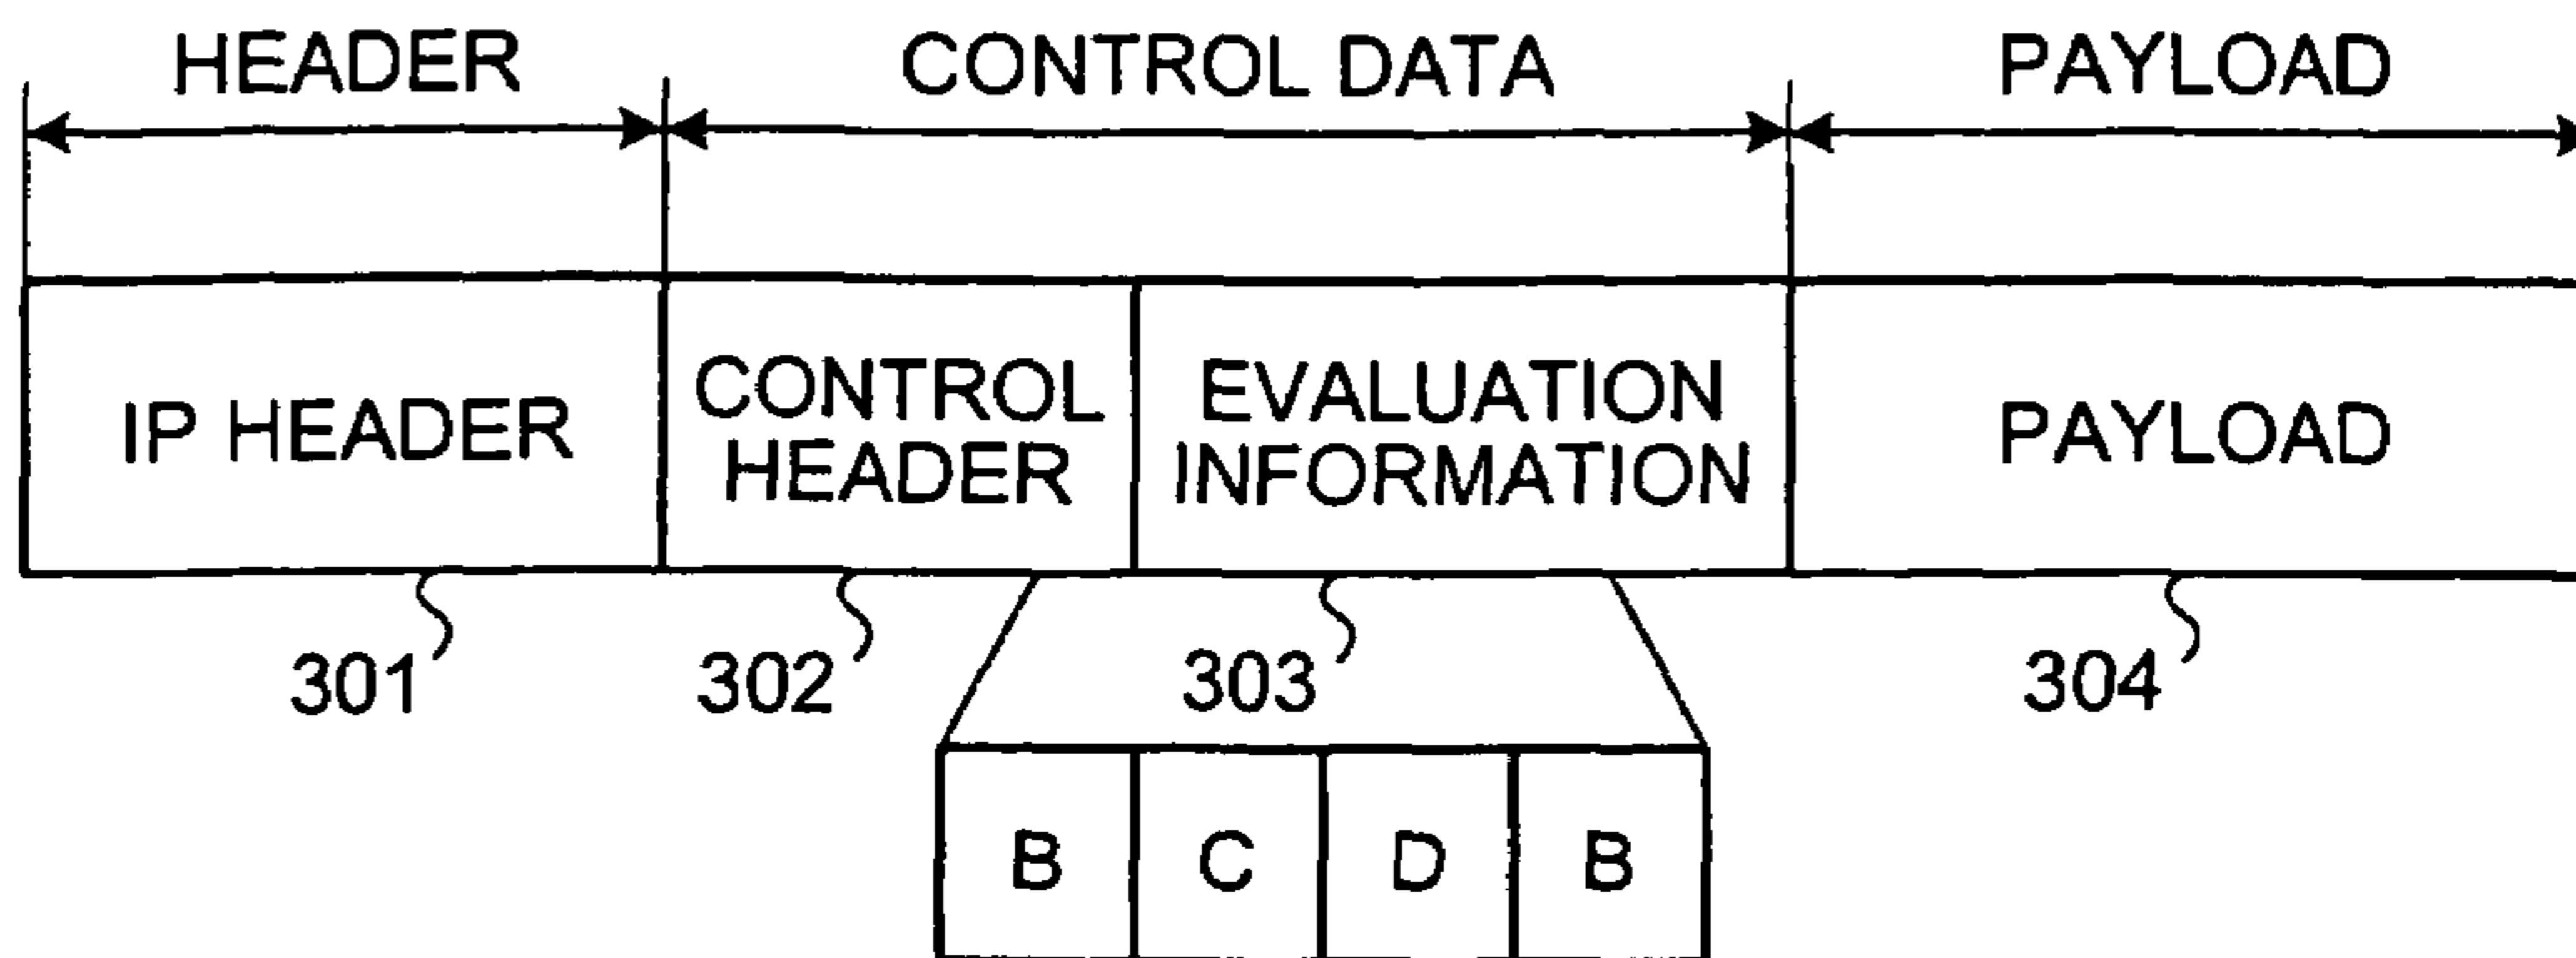 HEADER CONTROL DATA PAYLOAD
IP HEADER
CONTROL
HEADER
EVALUATION
INFORMATION
PAYLOAD
301 302 303 304
B C D B